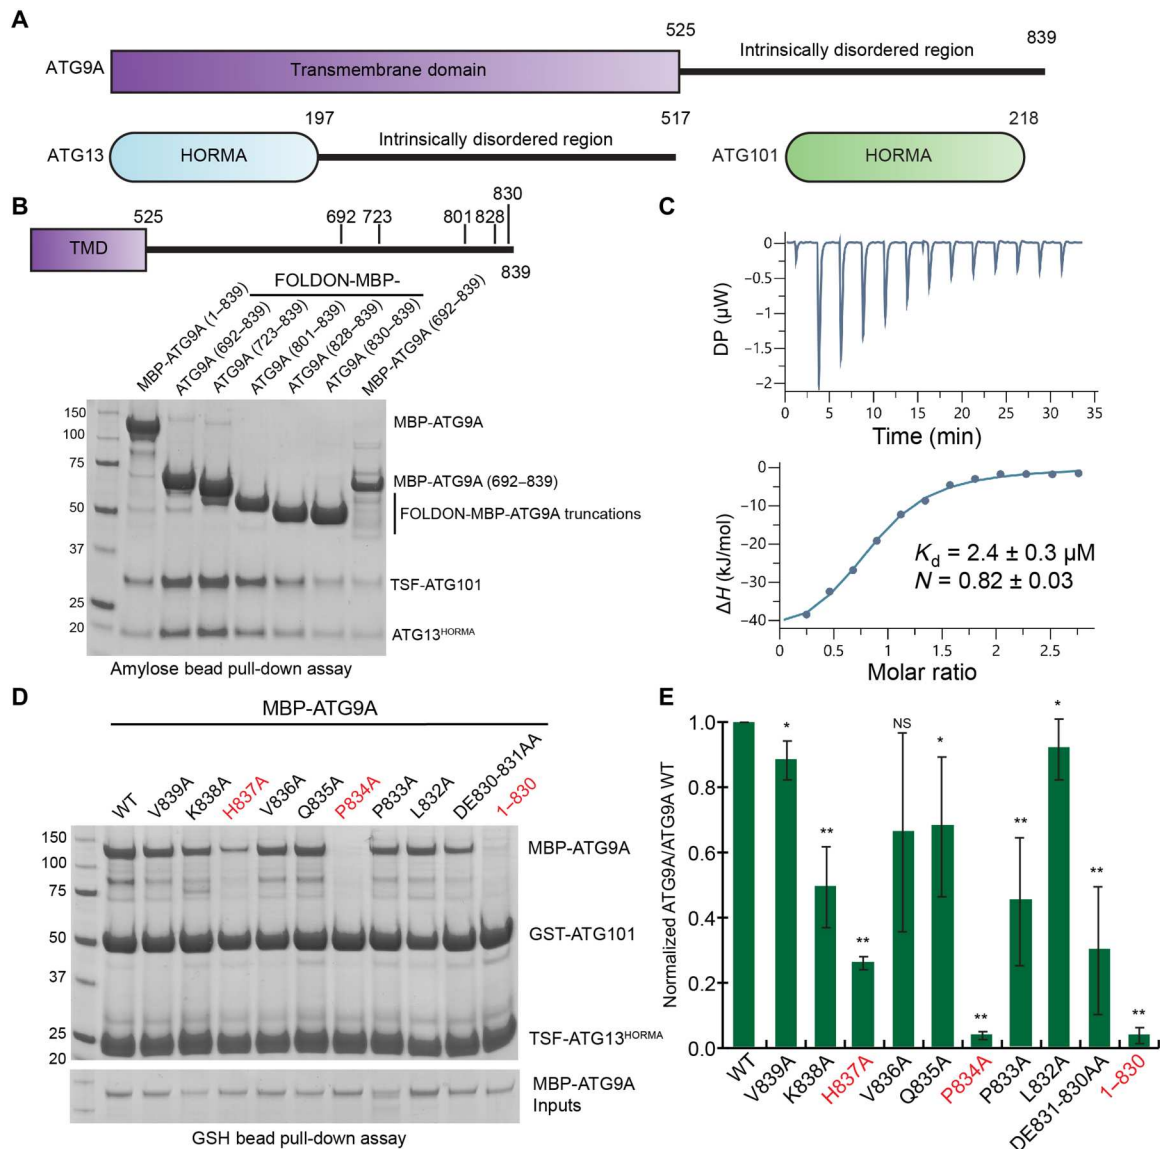 A
525
839
ATG9A
Transmembrane domain
Intrinsically disordered region
197
517
218
ATG13
HORMA
Intrinsically disordered region
ATG101
HORMA
B
TMD
525
692
723
801
828
830
839
FOLDON-MBP-
MBP-ATG9A (1–839)
ATG9A (692–839)
ATG9A (723–839)
ATG9A (801–839)
ATG9A (828–839)
ATG9A (830–839)
MBP-ATG9A (692–839)
150
100
75
50
37
25
20
MBP-ATG9A
MBP-ATG9A (692–839)
FOLDON-MBP-ATG9A truncations
TSF-ATG101
ATG13HORMA
Amylose bead pull-down assay
C
0
−0.5
−1
−1.5
−2
DP (µW)
0 5 10 15 20 25 30 35
Time (min)
0
−10
−20
−30
−40
ΔH (kJ/mol)
Kd = 2.4 ± 0.3 µM
N = 0.82 ± 0.03
0 0.5 1 1.5 2 2.5
Molar ratio
D
MBP-ATG9A
WT
V839A
K838A
H837A
V836A
Q835A
P834A
P833A
L832A
DE830-831AA
1–830
150
100
75
50
37
25
20
MBP-ATG9A
GST-ATG101
TSF-ATG13HORMA
MBP-ATG9A
Inputs
GSH bead pull-down assay
E
Normalized ATG9A/ATG9A WT
1.0
0.8
0.6
0.4
0.2
0.0
*
**
**
NS
*
**
**
*
**
**
WT
V839A
K838A
H837A
V836A
Q835A
P834A
P833A
L832A
DE831-830AA
1–830